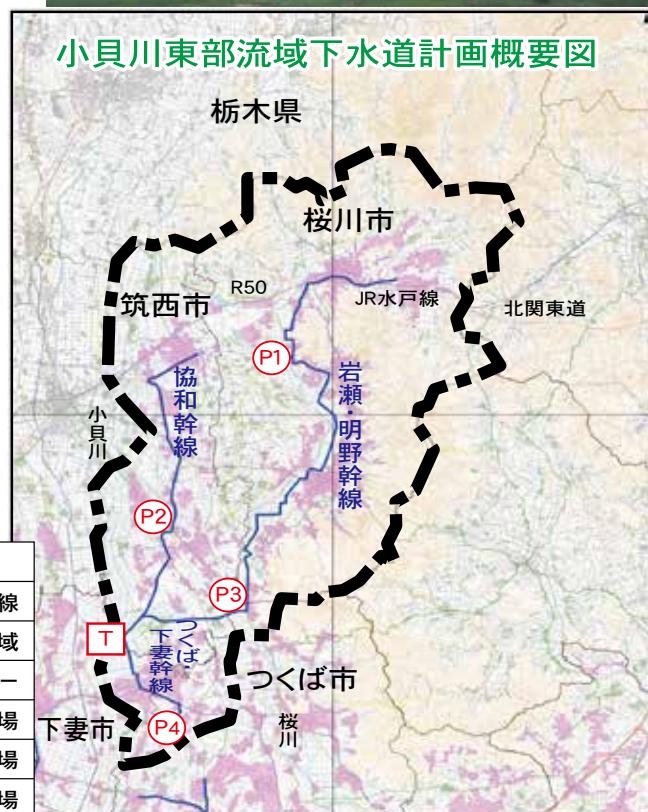 小貝川東部流域下水道計画概要図
栃木県
桜川市
R50
JR水戸線
北関東道
筑西市
P1
協和幹線
岩瀬・明野幹線
小貝川
P2
P3
T
つくば・
下妻幹線
つくば市
下妻市
P4
桜川
線
域
ー
場
場
場